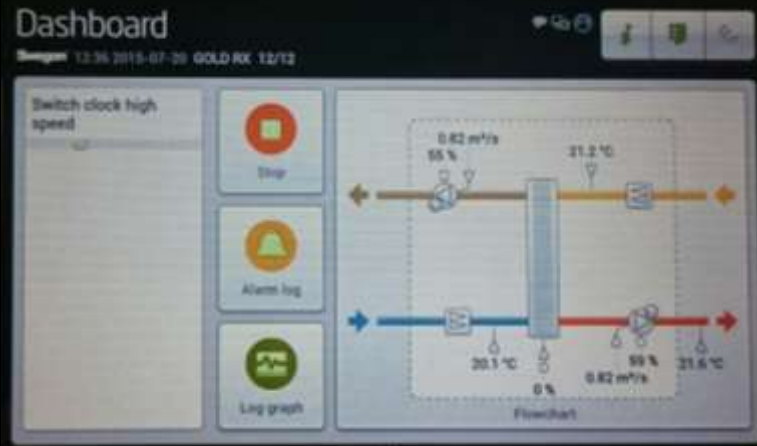 Dashboard
Swegon 12:36 2015-07-20 GOLD RX 12/12
Switch clock high
speed
Stop
Alarm log
Log graph
0.82 m³/s
55 %
21.2 °C
20.1 °C
0 %
59 %
0.82 m³/s
21.6 °C
Flowchart